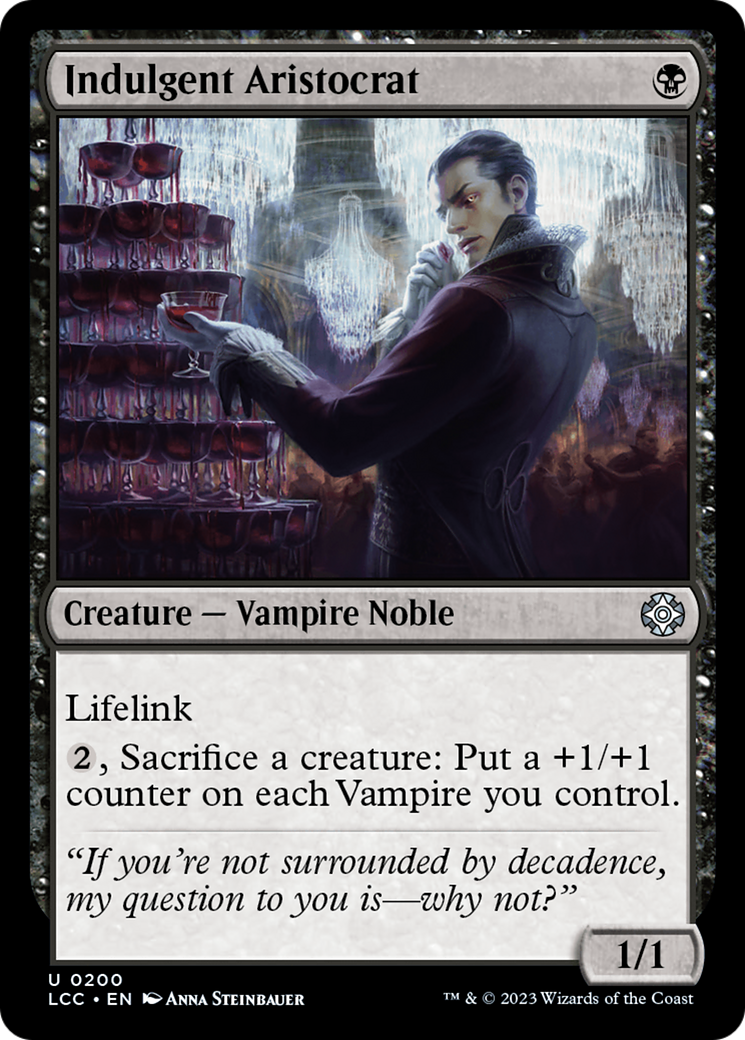 Indulgent Aristocrat
Creature — Vampire Noble
Lifelink
2, Sacrifice a creature: Put a +1/+1
counter on each Vampire you control.
“If you’re not surrounded by decadence,
my question to you is—why not?”
1/1
U 0200
LCC • EN Anna Steinbauer
™ & © 2023 Wizards of the Coast